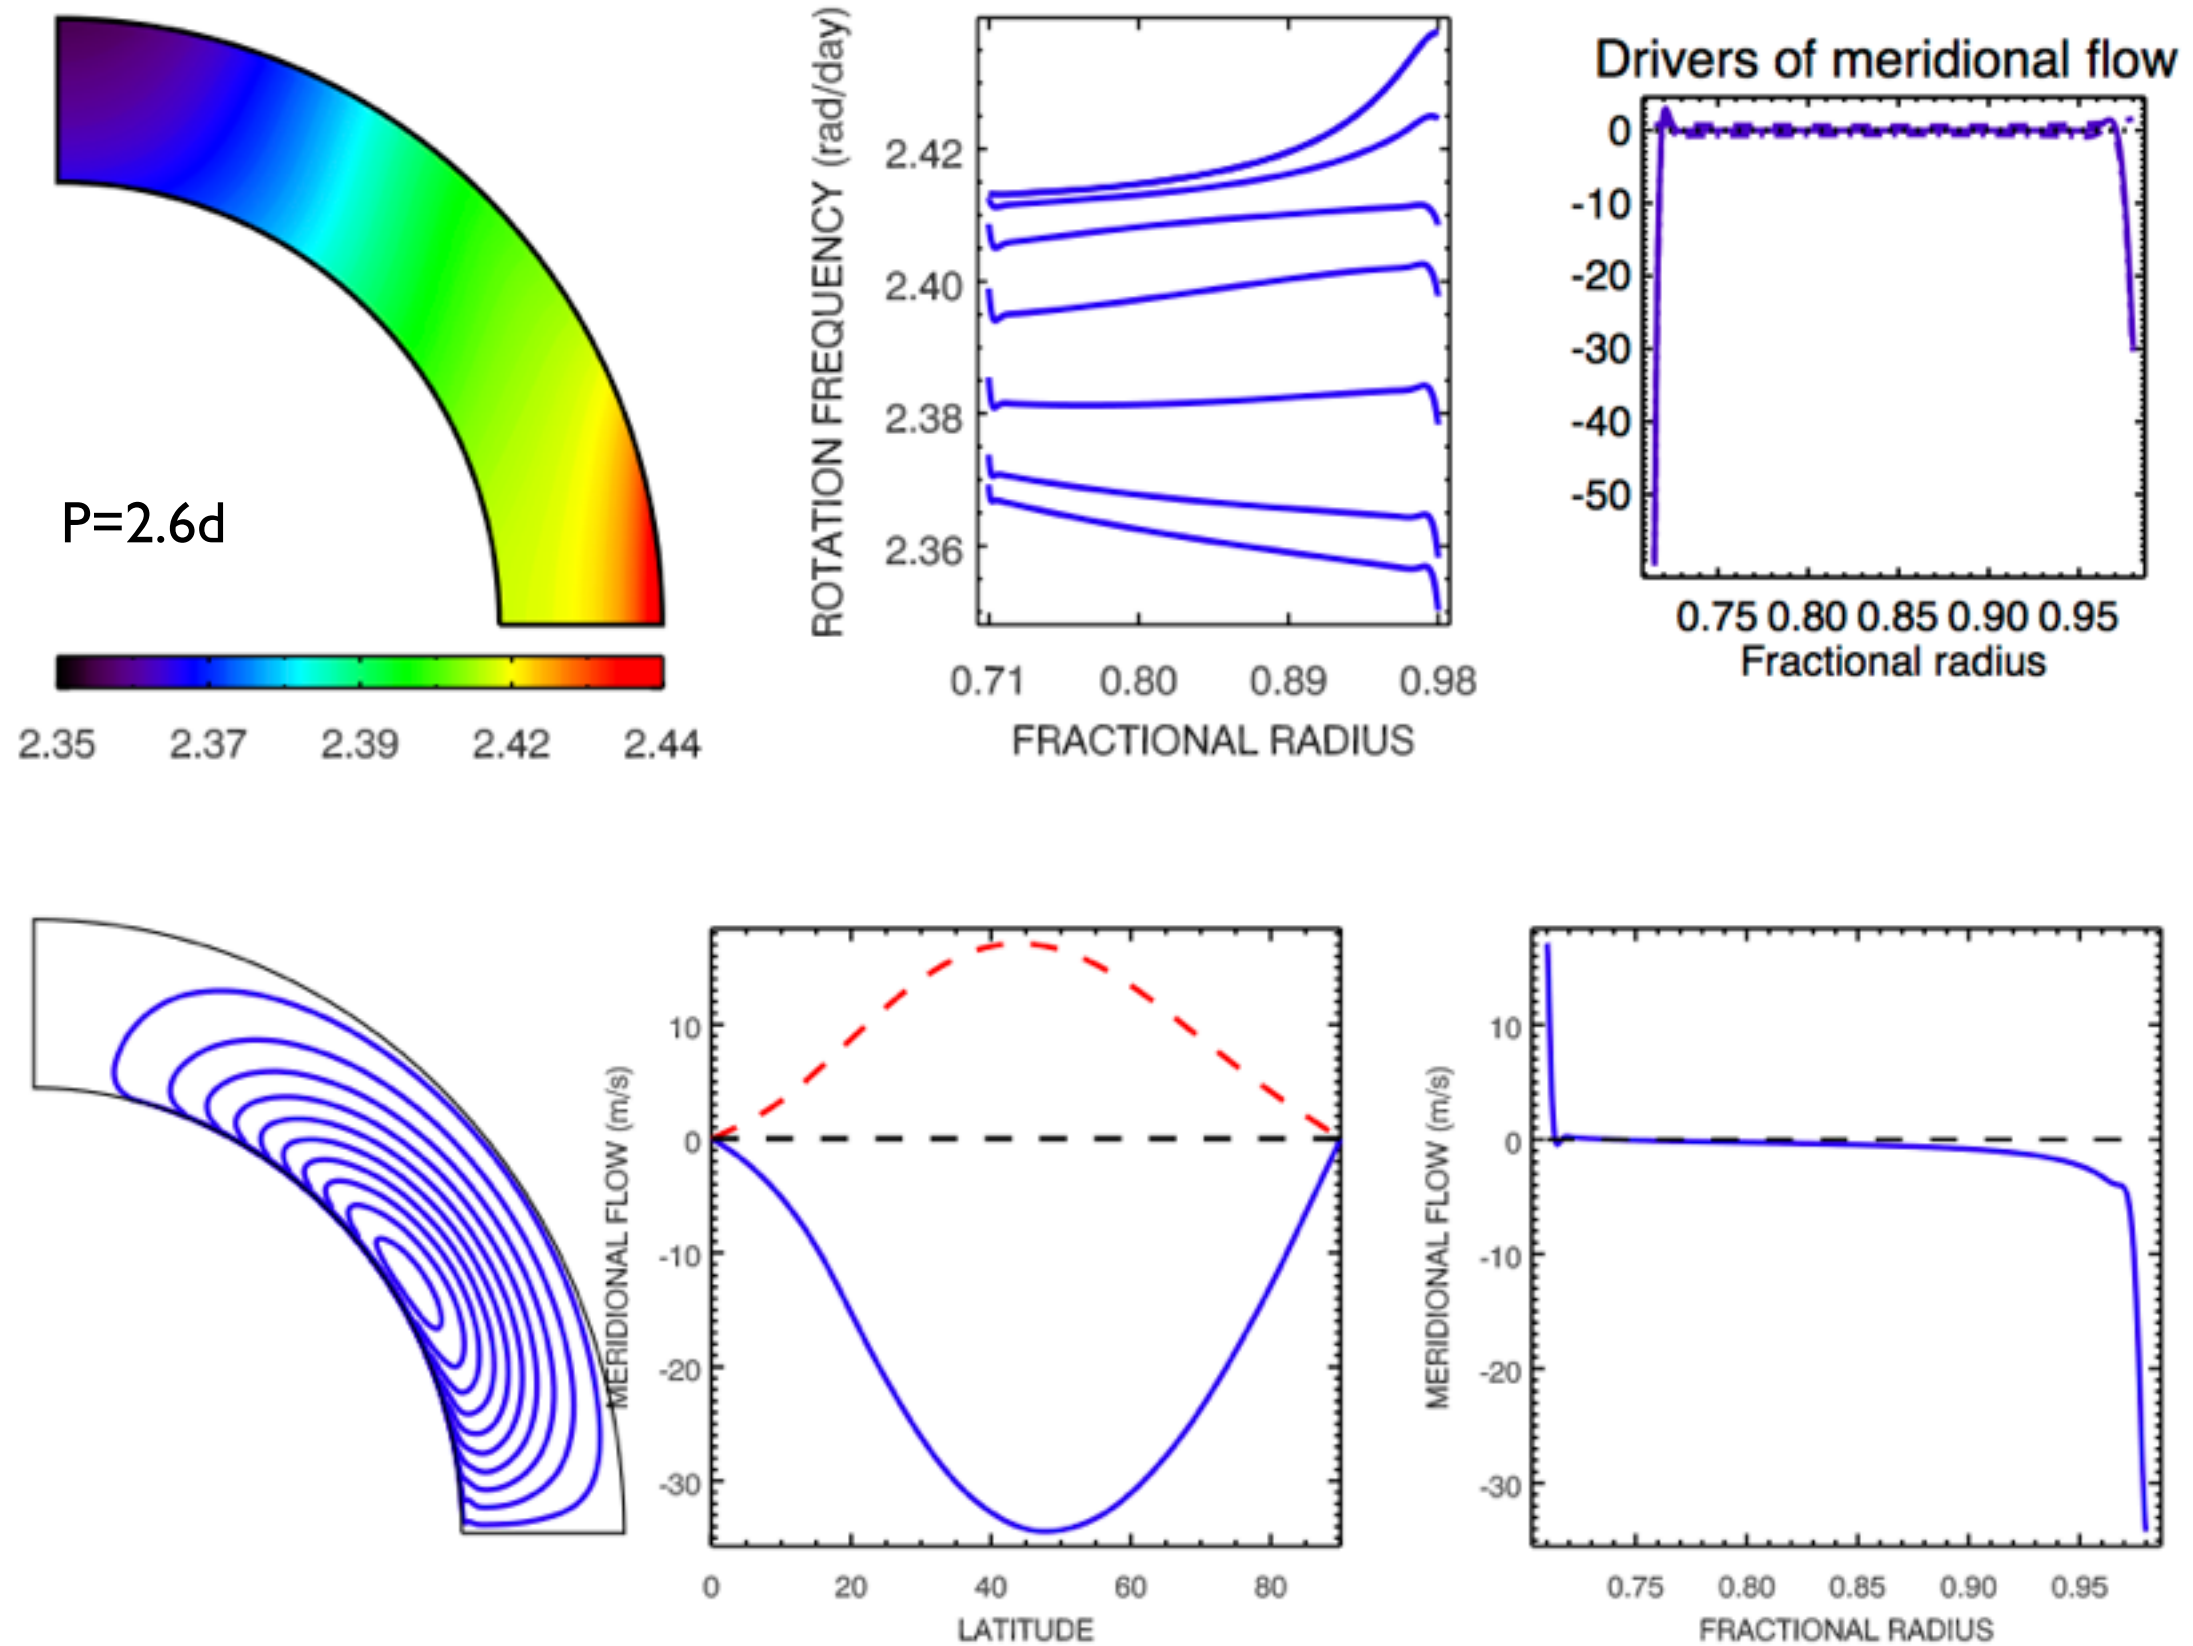 P=2.6d
2.35 2.37 2.39 2.42 2.44
ROTATION FREQUENCY (rad/day)
2.42
2.40
2.38
2.36
0.71 0.80 0.89 0.98
FRACTIONAL RADIUS
Drivers of meridional flow
0
-10
-20
-30
-40
-50
0.75 0.80 0.85 0.90 0.95
Fractional radius
MERIDIONAL FLOW (m/s)
10
0
-10
-20
-30
0 20 40 60 80
LATITUDE
MERIDIONAL FLOW (m/s)
10
0
-10
-20
-30
0.75 0.80 0.85 0.90 0.95
FRACTIONAL RADIUS